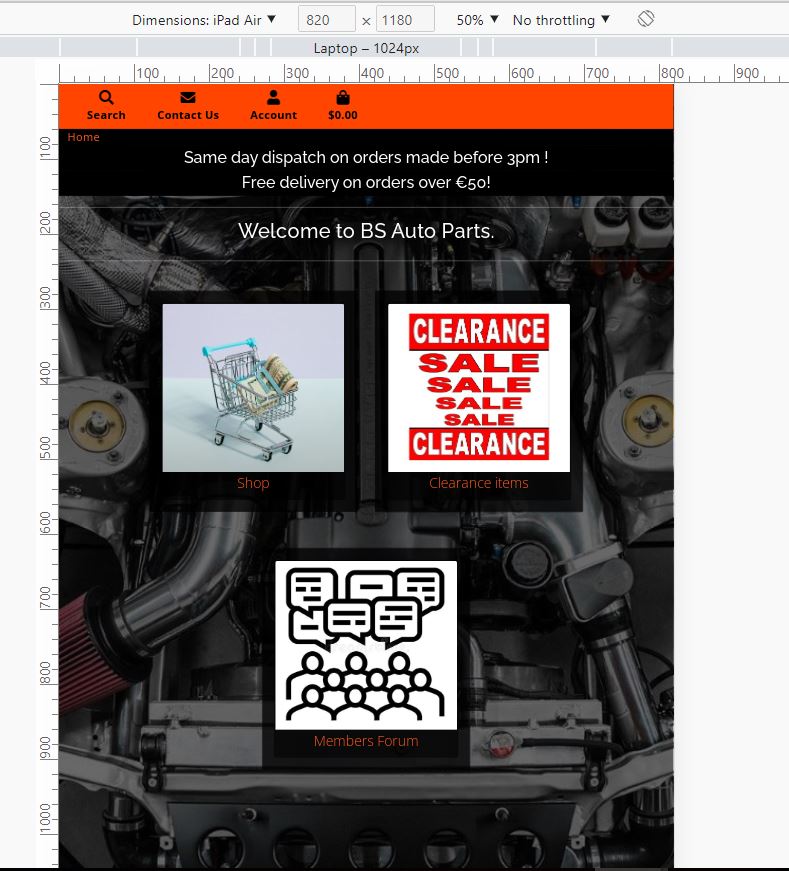 Dimensions: iPad Air ▼ 820 × 1180 50% ▼ No throttling ▼
Laptop – 1024px
100 200 300 400 500 600 700 800 900
Search Contact Us Account $0.00
Home
Same day dispatch on orders made before 3pm !
Free delivery on orders over €50!
Welcome to BS Auto Parts.
CLEARANCE
SALE
SALE
SALE
SALE
CLEARANCE
Shop Clearance items
Members Forum
100
200
300
400
500
600
700
800
900
1000